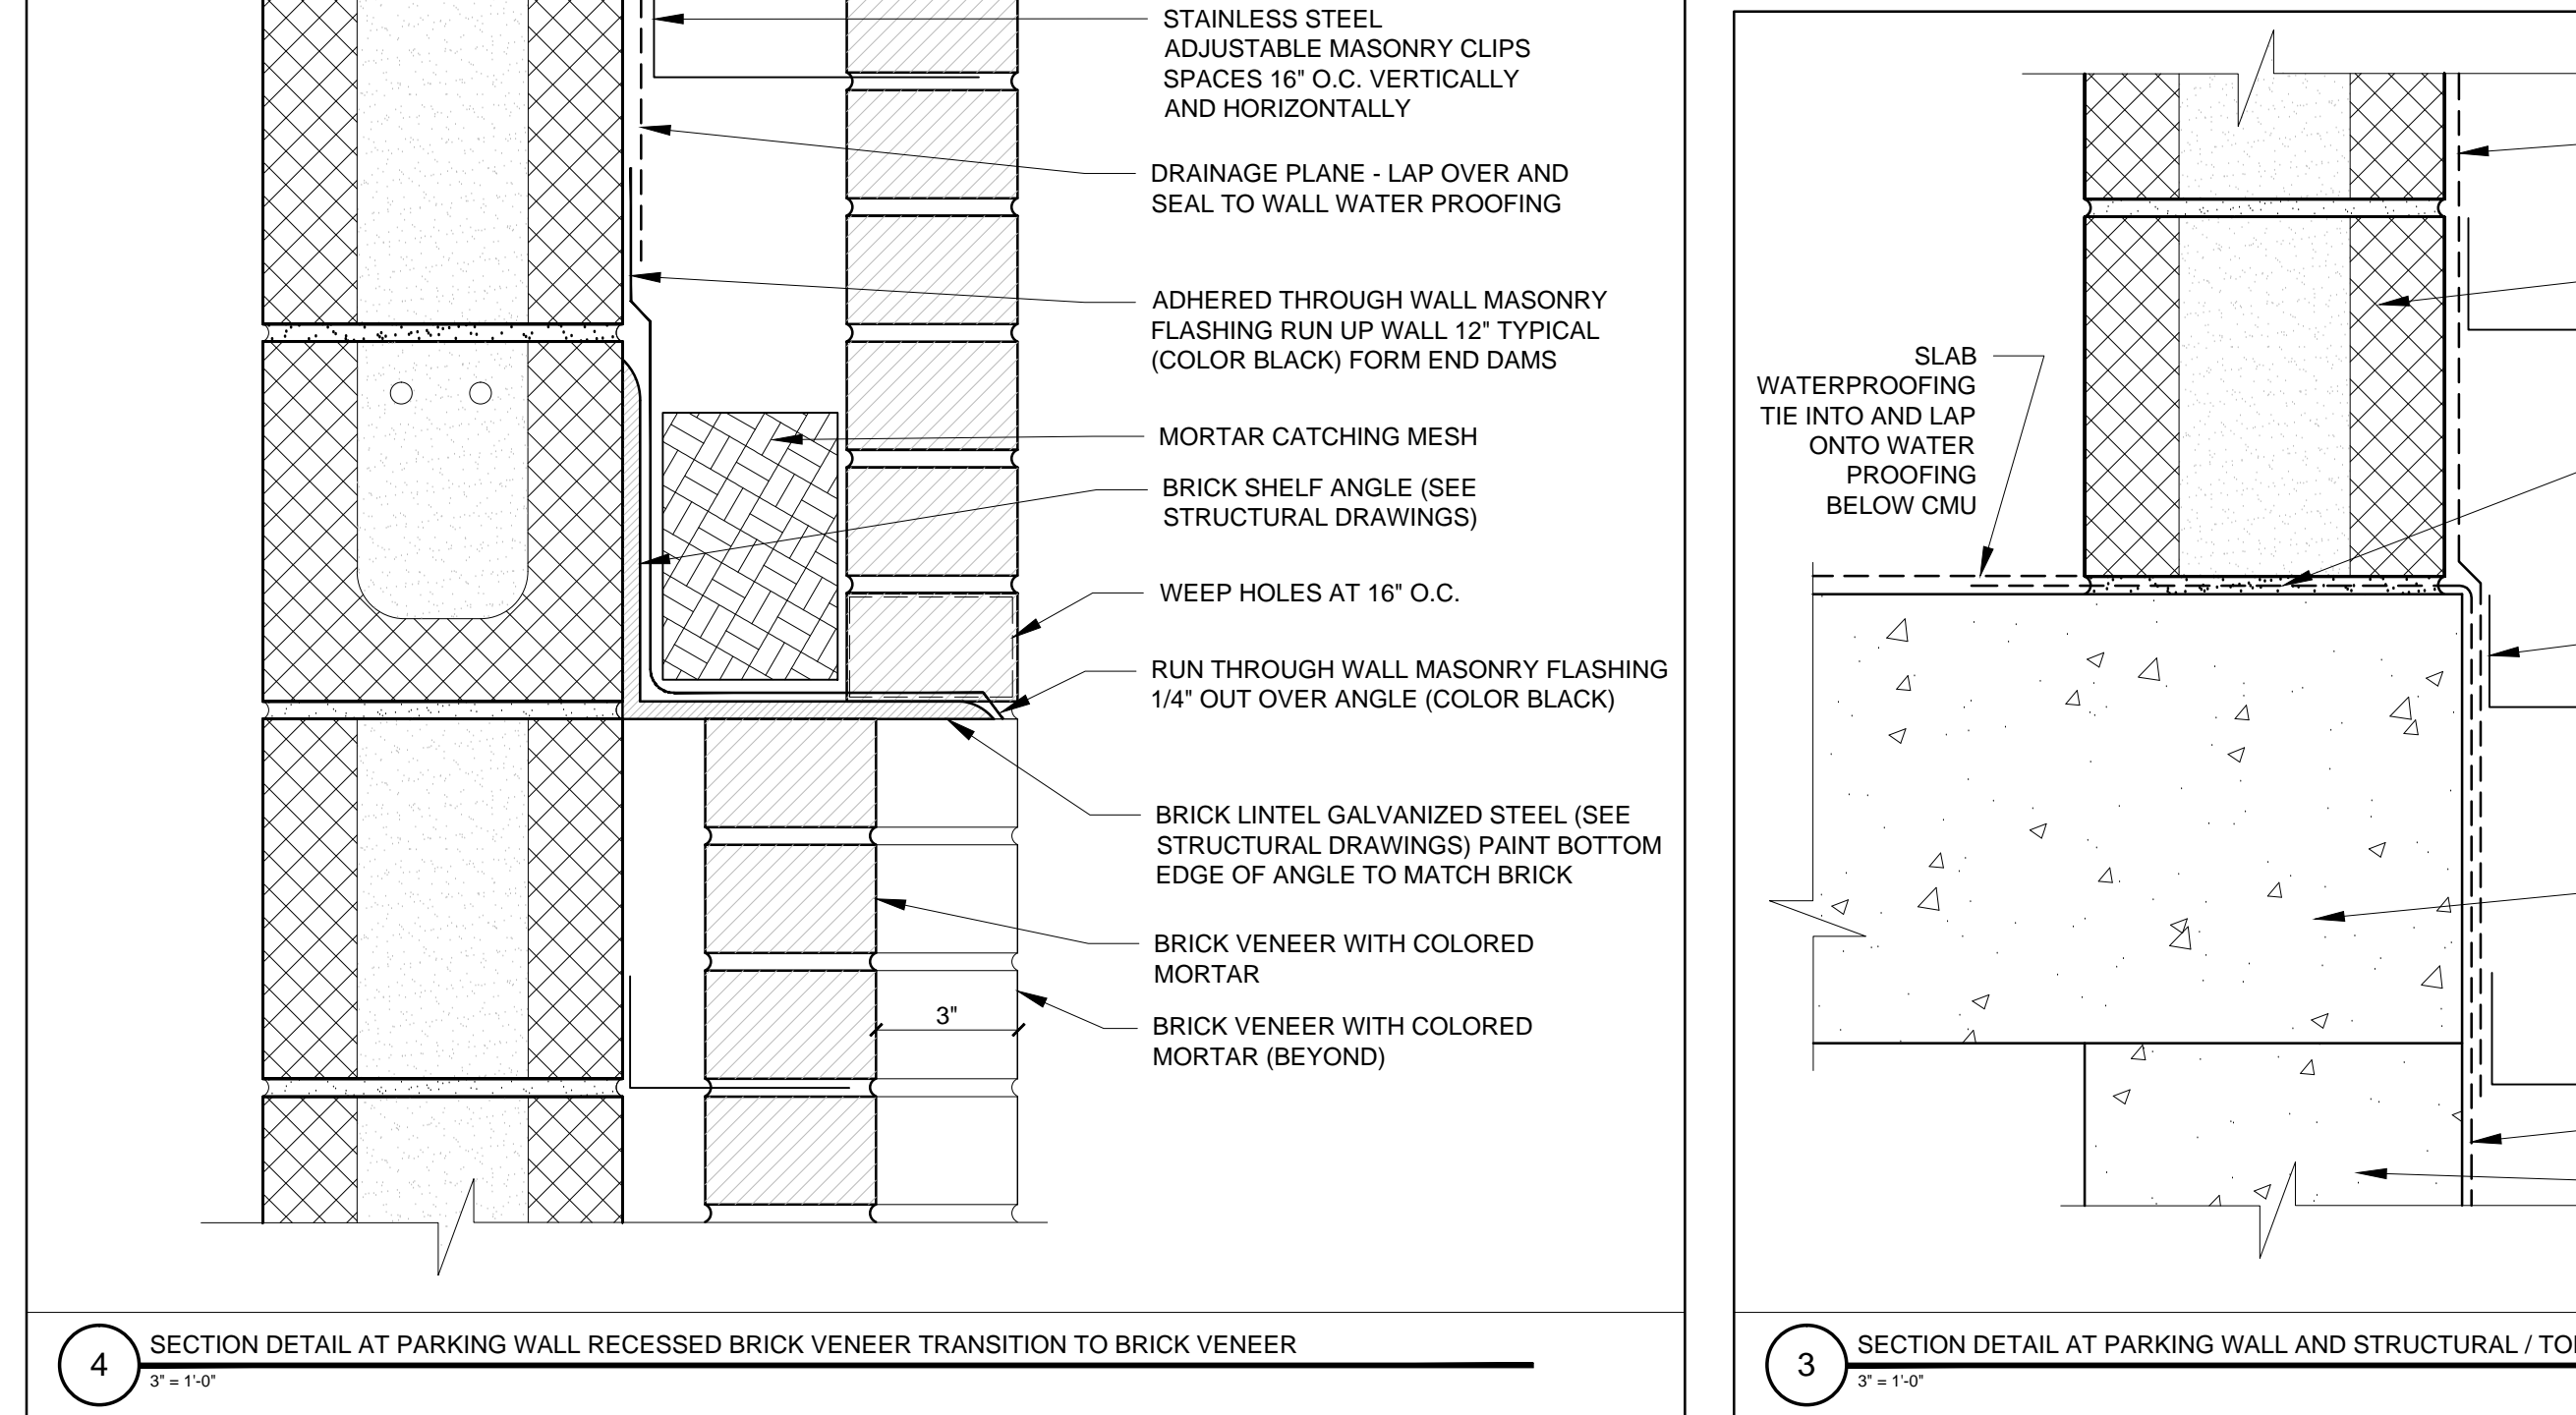 STAINLESS STEEL
ADJUSTABLE MASONRY CLIPS
SPACES 16" O.C. VERTICALLY
AND HORIZONTALLY
DRAINAGE PLANE - LAP OVER AND
SEAL TO WALL WATER PROOFING
ADHERED THROUGH WALL MASONRY
FLASHING RUN UP WALL 12" TYPICAL
(COLOR BLACK) FORM END DAMS
MORTAR CATCHING MESH
BRICK SHELF ANGLE (SEE
STRUCTURAL DRAWINGS)
WEEP HOLES AT 16" O.C.
RUN THROUGH WALL MASONRY FLASHING
1/4" OUT OVER ANGLE (COLOR BLACK)
BRICK LINTEL GALVANIZED STEEL (SEE
STRUCTURAL DRAWINGS) PAINT BOTTOM
EDGE OF ANGLE TO MATCH BRICK
BRICK VENEER WITH COLORED
MORTAR
3"
BRICK VENEER WITH COLORED
MORTAR (BEYOND)
4
SECTION DETAIL AT PARKING WALL RECESSED BRICK VENEER TRANSITION TO BRICK VENEER
3" = 1'-0"
SLAB
WATERPROOFING
TIE INTO AND LAP
ONTO WATER
PROOFING
BELOW CMU
3
SECTION DETAIL AT PARKING WALL AND STRUCTURAL /
3" = 1'-0"